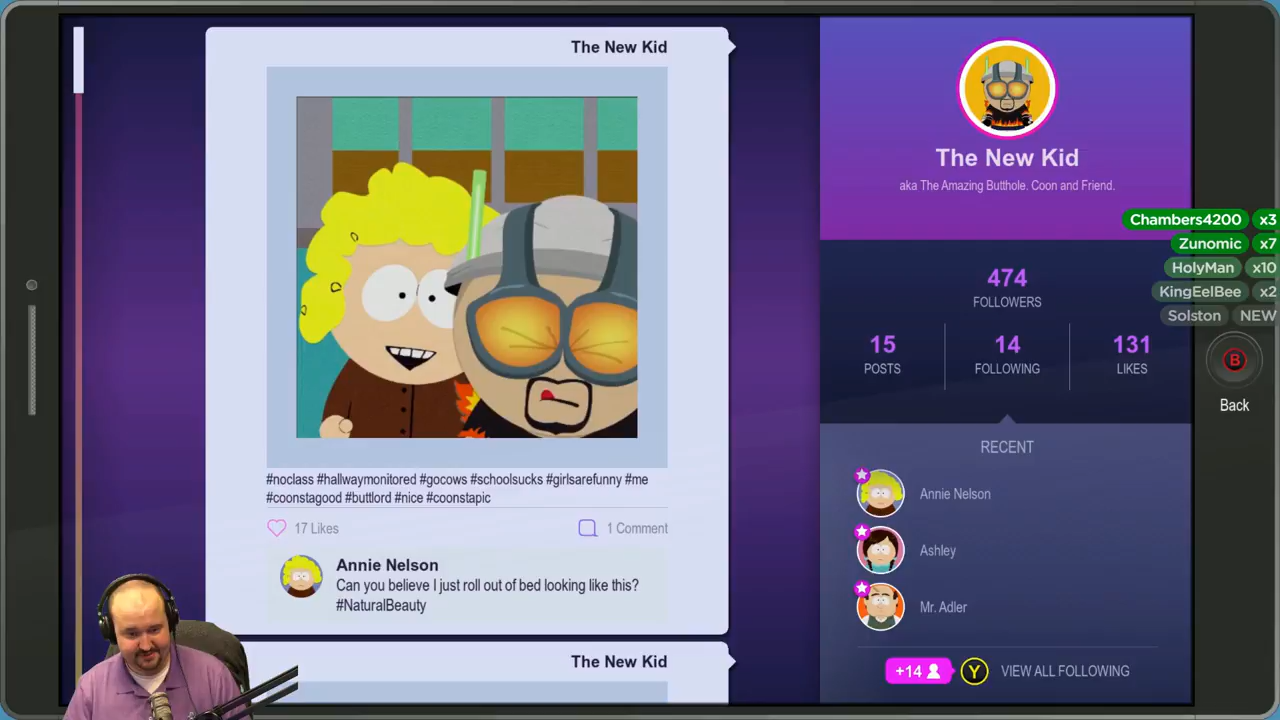 The New Kid
#noclass #hallwaymonitored #gocows #schoolsucks #girlsarefunny #me
#coonstagood #buttlord #nice #coonstapic
17 Likes
1 Comment
Annie Nelson
Can you believe I just roll out of bed looking like this?
#NaturalBeauty
The New Kid
The New Kid
aka The Amazing Butthole. Coon and Friend.
474
FOLLOWERS
15
POSTS
14
FOLLOWING
131
LIKES
RECENT
Annie Nelson
Ashley
Mr. Adler
+14
Y
VIEW ALL FOLLOWING
Chambers4200 x3
Zunomic x7
HolyMan x10
KingEelBee x2
Solston NEW
B
Back